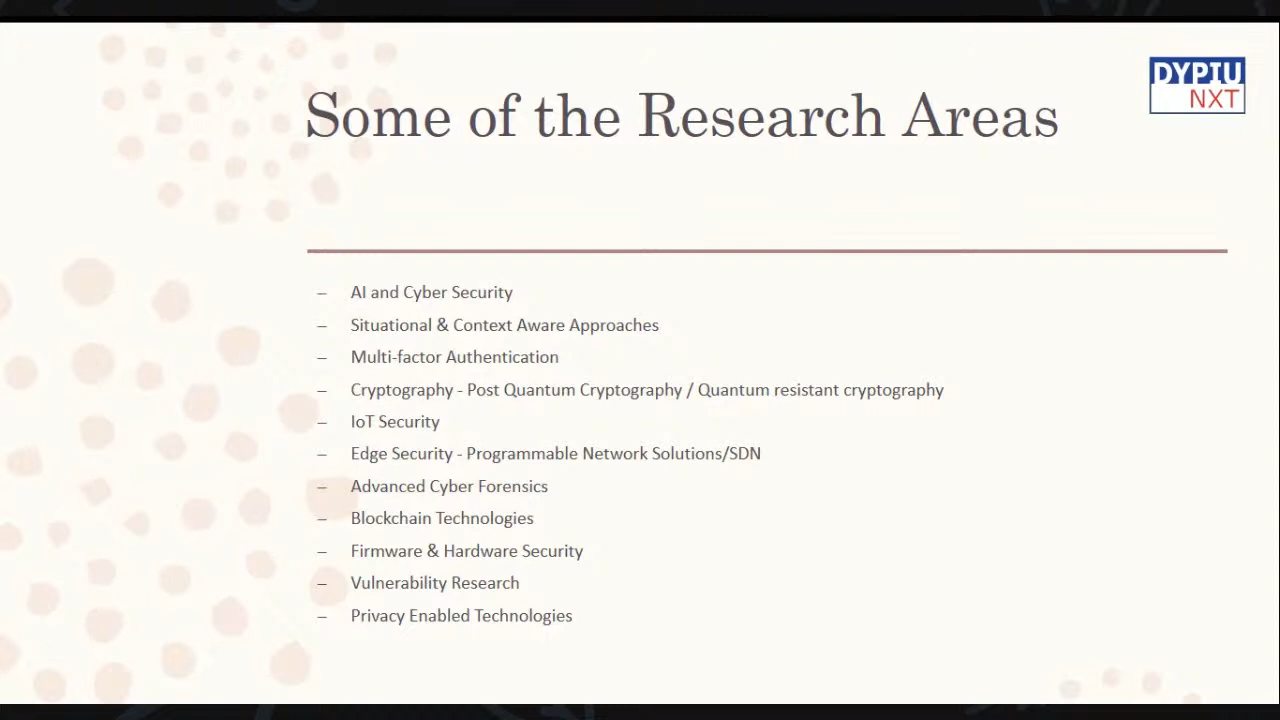 DYPIU
NXT
Some of the Research Areas
– AI and Cyber Security
– Situational & Context Aware Approaches
– Multi-factor Authentication
– Cryptography - Post Quantum Cryptography / Quantum resistant cryptography
– IoT Security
– Edge Security - Programmable Network Solutions/SDN
– Advanced Cyber Forensics
– Blockchain Technologies
– Firmware & Hardware Security
– Vulnerability Research
– Privacy Enabled Technologies